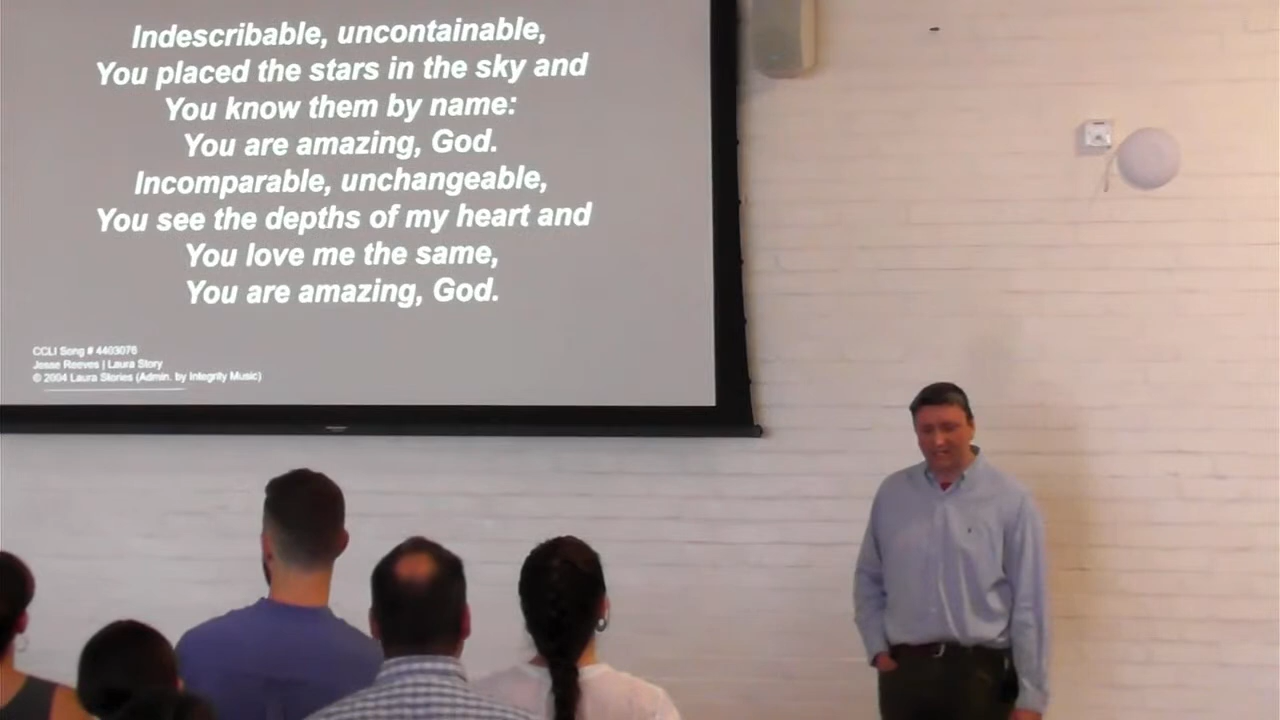 Indescribable, uncontainable,
You placed the stars in the sky and
You know them by name:
You are amazing, God.
Incomparable, unchangeable,
You see the depths of my heart and
You love me the same,
You are amazing, God.
CCLI Song # 4403076
Jesse Reeves | Laura Story
© 2004 Laura Stories (Admin. by Integrity Music)